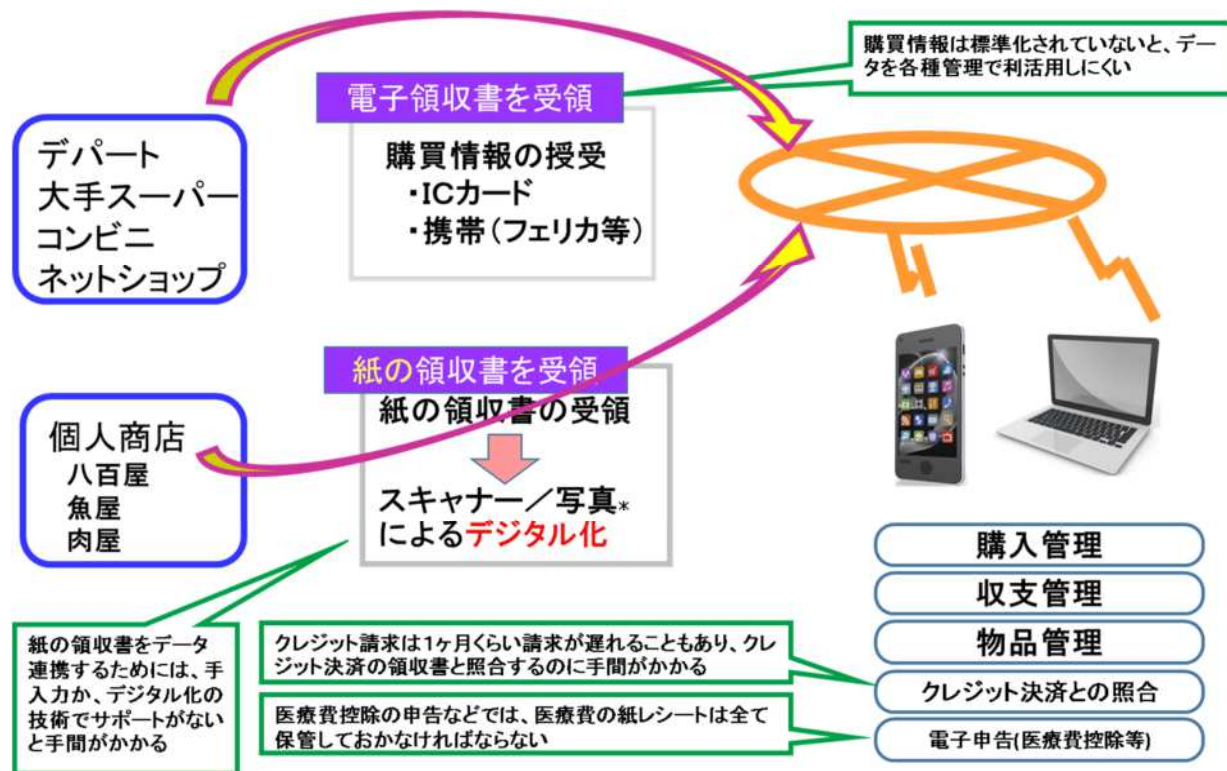 購買情報は標準化されていないと、デー
タを各種管理で利活用しにくい
電子領収書を受領
購買情報の授受
・ICカード
・携帯（フェリカ等）
デパート
大手スーパー
コンビニ
ネットショップ
紙の領収書を受領
紙の領収書の受領
スキャナー／写真*
によるデジタル化
個人商店
八百屋
魚屋
肉屋
紙の領収書をデータ
連携するためには、手
入力か、デジタル化の
技術でサポートがない
と手間がかかる
クレジット請求は１ヶ月くらい請求が遅れることもあり、クレ
ジット決済の領収書と照合するのに手間がかかる
医療費控除の申告などでは、医療費の紙レシートは全て
保管しておかなければならない
購入管理
収支管理
物品管理
クレジット決済との照合
電子申告(医療費控除等)